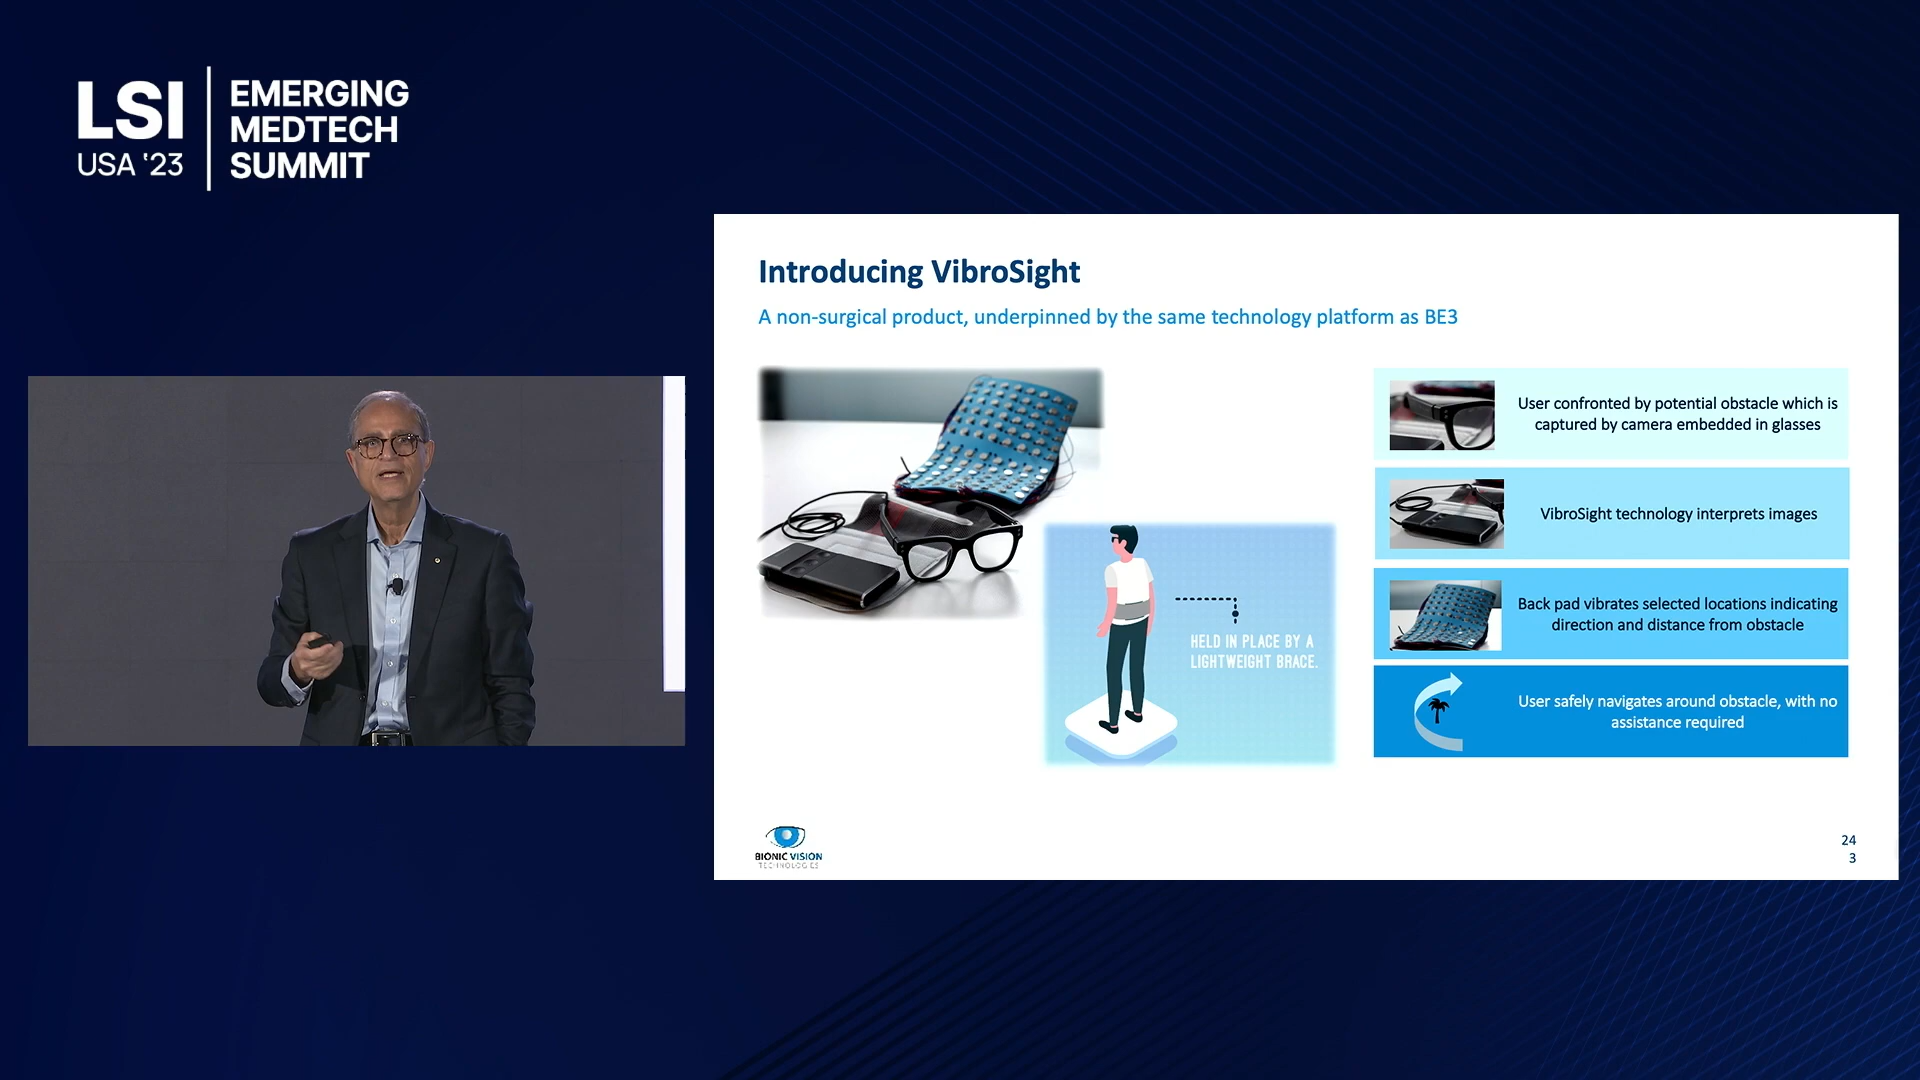 LSI
USA '23
EMERGING
MEDTECH
SUMMIT
Introducing VibroSight
A non-surgical product, underpinned by the same technology platform as BE3
HELD IN PLACE BY A
LIGHTWEIGHT BRACE.
User confronted by potential obstacle which is
captured by camera embedded in glasses
VibroSight technology interprets images
Back pad vibrates selected locations indicating
direction and distance from obstacle
User safely navigates around obstacle, with no
assistance required
BIONIC VISION
TECHNOLOGIES
24
3